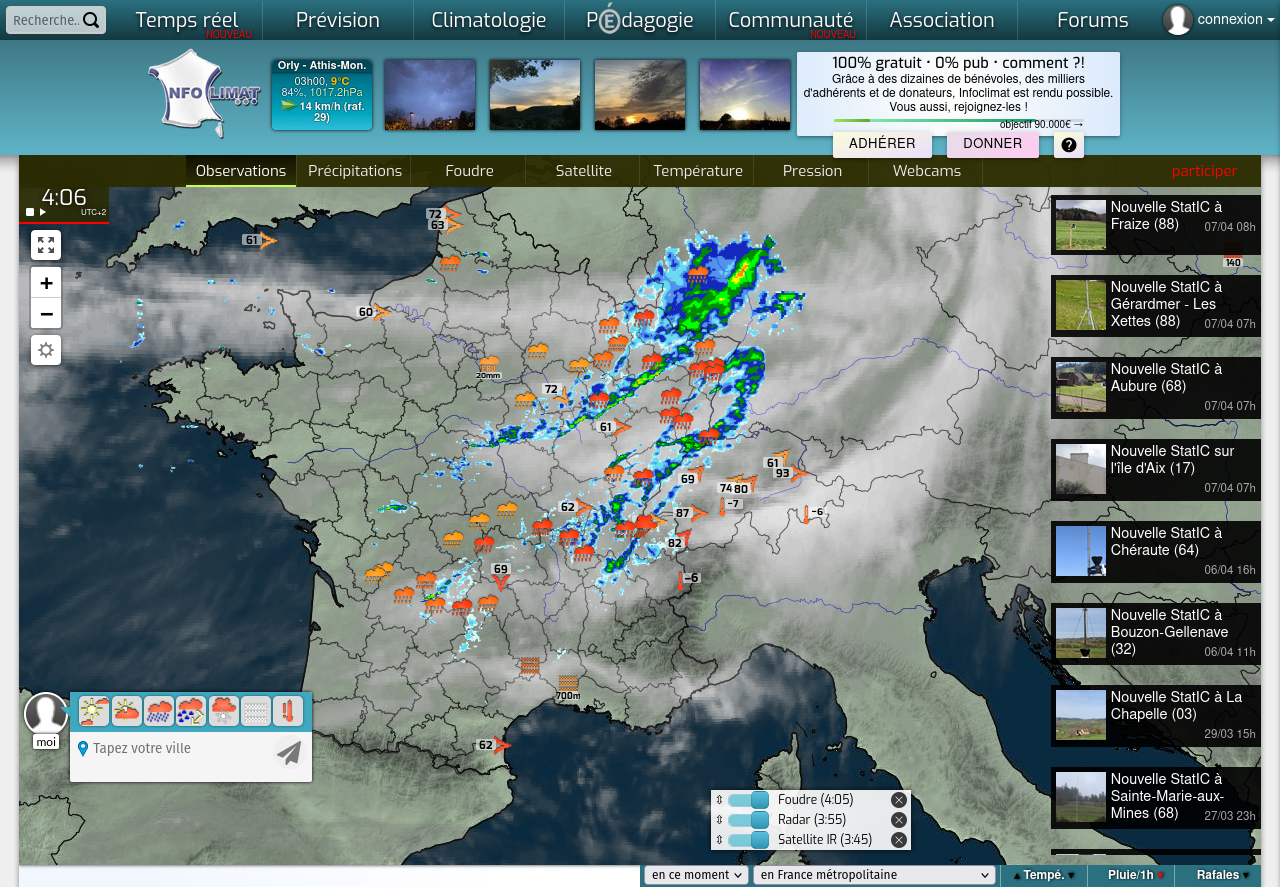 Recherche..
Temps réel
NOUVEAU
Prévision
Climatologie
PÉdagogie
Communauté
NOUVEAU
Association
Forums
connexion
INFOCLIMAT
Orly - Athis-Mon.
03h00, 9°C
84%, 1017.2hPa
14 km/h (raf.
29)
100% gratuit · 0% pub · comment ?!
Grâce à des dizaines de bénévoles, des milliers
d'adhérents et de donateurs, Infoclimat est rendu possible.
Vous aussi, rejoignez-les !
objectif 90.000€ →
ADHÉRER
DONNER
?
Observations
Précipitations
Foudre
Satellite
Température
Pression
Webcams
participer
4:06
UTC+2
+
−
72
63
61
60
20mm
72
61
69
61
93
74
80
-7
-6
62
87
82
69
-6
700m
62
140
Nouvelle StatIC à
Fraize (88)
07/04 08h
Nouvelle StatIC à
Gérardmer - Les
Xettes (88)
07/04 07h
Nouvelle StatIC à
Aubure (68)
07/04 07h
Nouvelle StatIC sur
l'île d'Aix (17)
07/04 07h
Nouvelle StatIC à
Chéraute (64)
06/04 16h
Nouvelle StatIC à
Bouzon-Gellenave
(32)
06/04 11h
Nouvelle StatIC à La
Chapelle (03)
29/03 15h
Nouvelle StatIC à
Sainte-Marie-aux-
Mines (68)
27/03 23h
moi
Tapez votre ville
Foudre (4:05)
Radar (3:55)
Satellite IR (3:45)
en ce moment
en France métropolitaine
▲ Tempé. ▼
Pluie/1h ▼
Rafales ▼